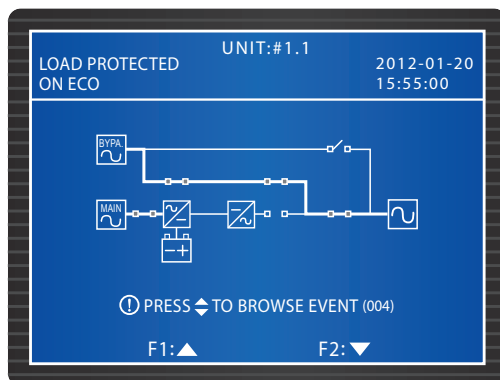 UNIT:#1.1
LOAD PROTECTED
ON ECO
2012-01-20
15:55:00
BYPA.
MAIN
PRESS TO BROWSE EVENT (004)
F1:
F2: